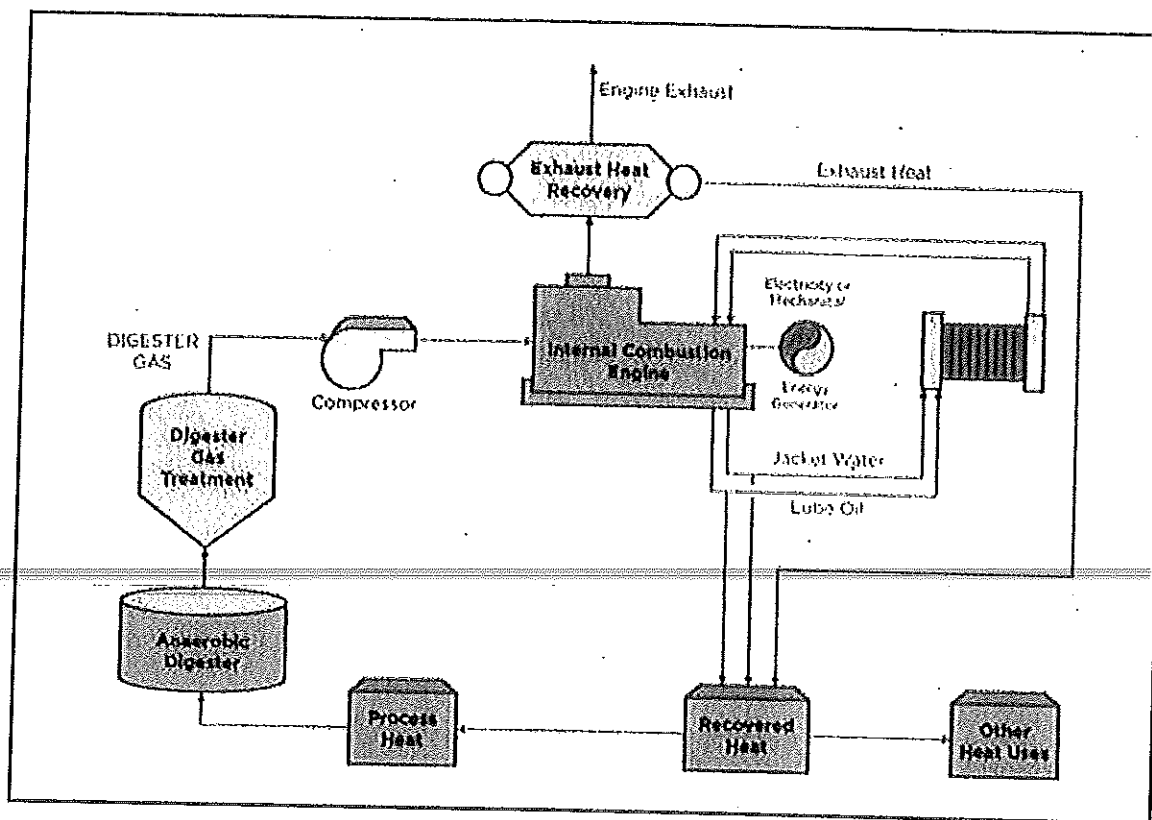 Engine Exhaust
Exhaust Heat
Recovery
Exhaust Heat
Electricity or
Mechanical
DIGESTER
GAS
Internal Combustion
Engine
Compressor
Energy
Generator
Digester
Gas
Treatment
Jacket Water
Lube Oil
Anaerobic
Digester
Process
Heat
Recovered
Heat
Other
Heat Uses